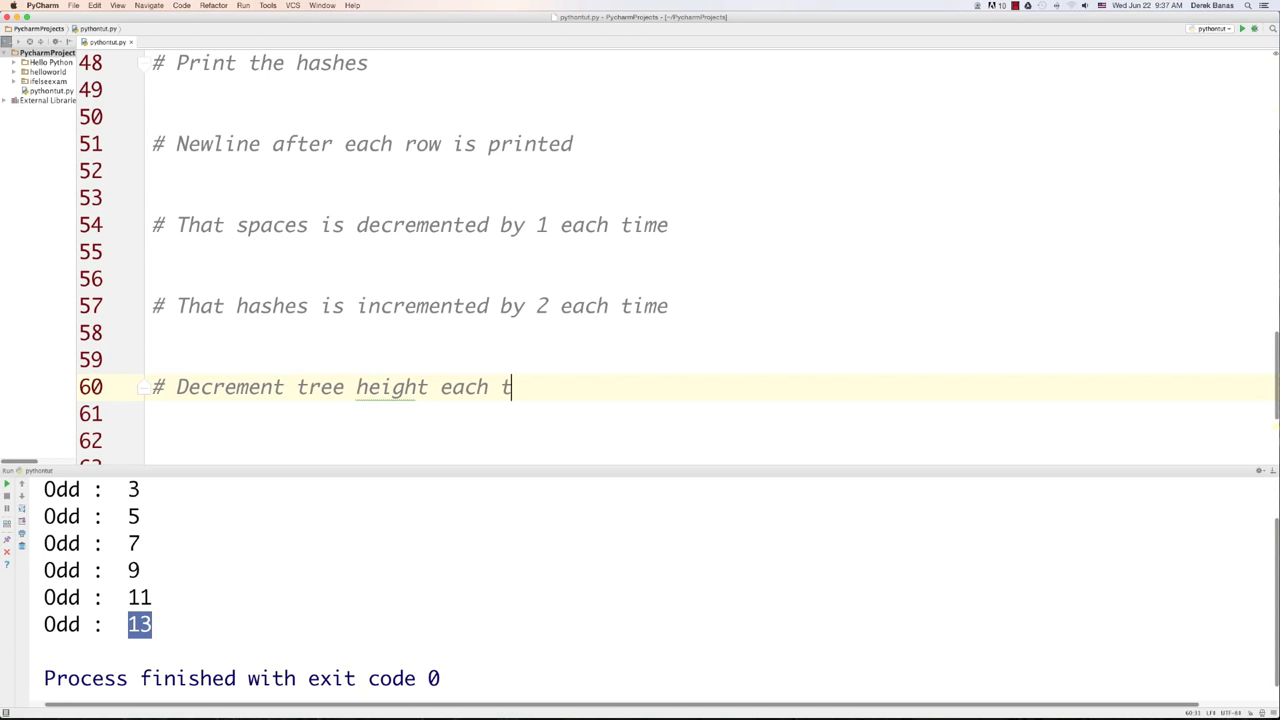 PyCharm File Edit View Navigate Code Refactor Run Tools VCS Window Help 10 Wed Jun 22 9:37 AM Derek Banas
pythontut.py - PycharmProjects - [~/PycharmProjects]
PycharmProjects pythontut.py pythontut
pythontut.py
PycharmProject
Hello Python
helloworld
ifelseexam
pythontut.py
External Librarie
48 # Print the hashes
49
50
51 # Newline after each row is printed
52
53
54 # That spaces is decremented by 1 each time
55
56
57 # That hashes is incremented by 2 each time
58
59
60 # Decrement tree height each t
61
62
Run pythontut
Odd : 3
Odd : 5
Odd : 7
Odd : 9
Odd : 11
Odd : 13
Process finished with exit code 0
60:31 LF UTF-8